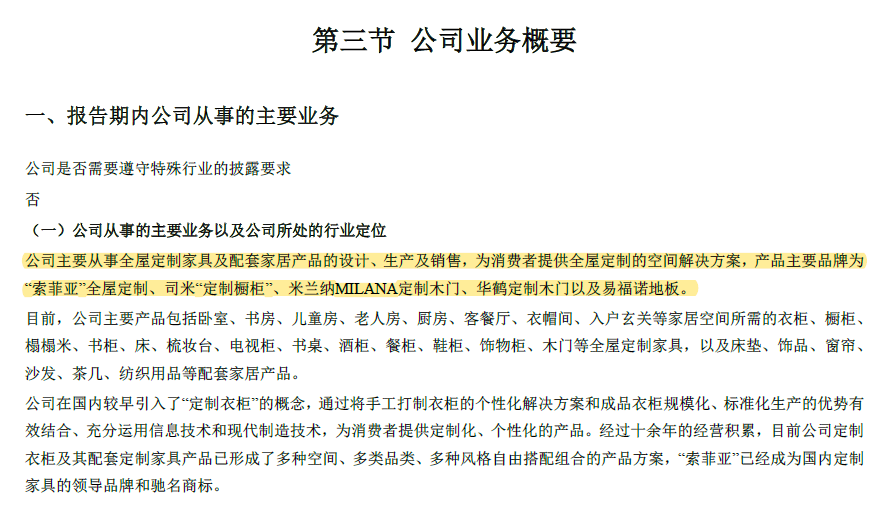 第三节 公司业务概要
一、报告期内公司从事的主要业务
公司是否需要遵守特殊行业的披露要求
否
（一）公司从事的主要业务以及公司所处的行业定位
公司主要从事全屋定制家具及配套家居产品的设计、生产及销售，为消费者提供全屋定制的空间解决方案，产品主要品牌为
“索菲亚”全屋定制、司米“定制橱柜”、米兰纳MILANA定制木门、华鹤定制木门以及易福诺地板。
目前，公司主要产品包括卧室、书房、儿童房、老人房、厨房、客餐厅、衣帽间、入户玄关等家居空间所需的衣柜、橱柜、
榻榻米、书柜、床、梳妆台、电视柜、书桌、酒柜、餐柜、鞋柜、饰物柜、木门等全屋定制家具，以及床垫、饰品、窗帘、
沙发、茶几、纺织用品等配套家居产品。
公司在国内较早引入了“定制衣柜”的概念，通过将手工打制衣柜的个性化解决方案和成品衣柜规模化、标准化生产的优势有
效结合、充分运用信息技术和现代制造技术，为消费者提供定制化、个性化的产品。经过十余年的经营积累，目前公司定制
衣柜及其配套定制家具产品已形成了多种空间、多类品类、多种风格自由搭配组合的产品方案，“索菲亚”已经成为国内定制
家具的领导品牌和驰名商标。